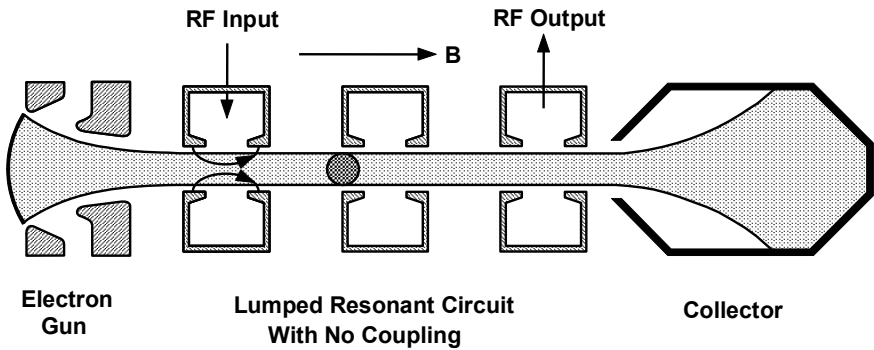 RF Input
RF Output
B
Electron
Gun
Lumped Resonant Circuit
With No Coupling
Collector